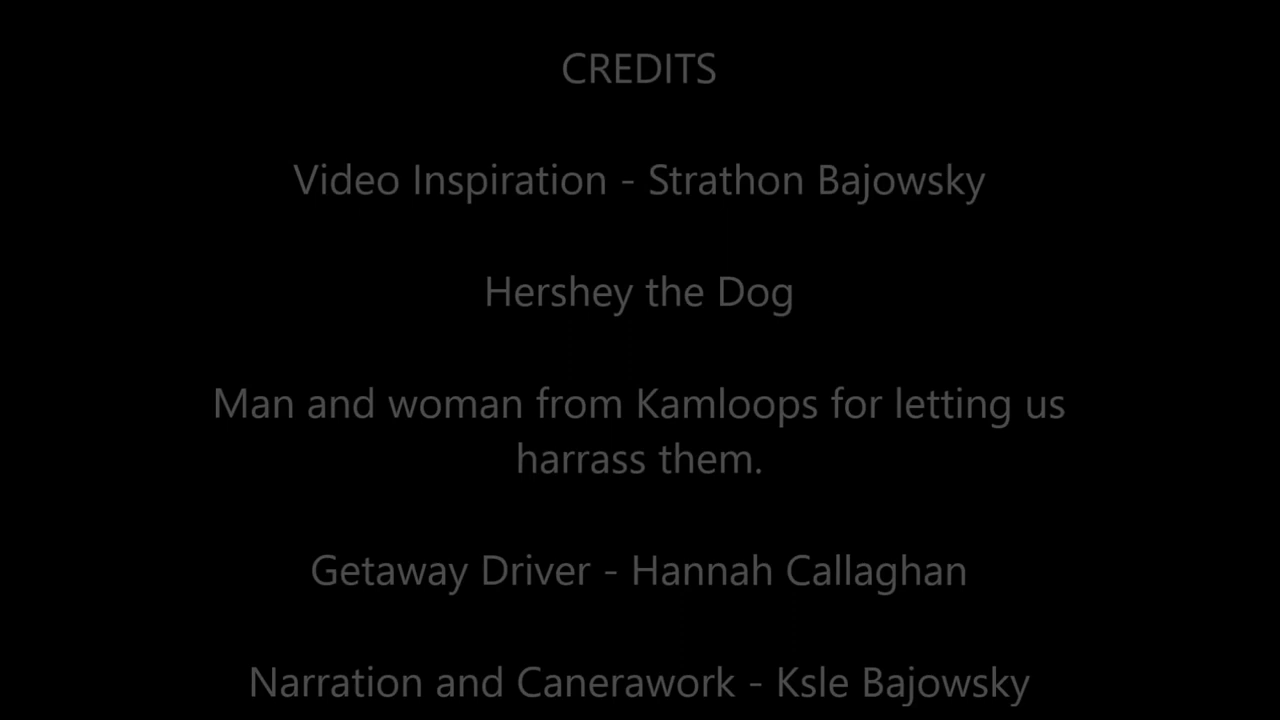 CREDITS
Video Inspiration - Strathon Bajowsky
Hershey the Dog
Man and woman from Kamloops for letting us
harrass them.
Getaway Driver - Hannah Callaghan
Narration and Canerawork - Ksle Bajowsky